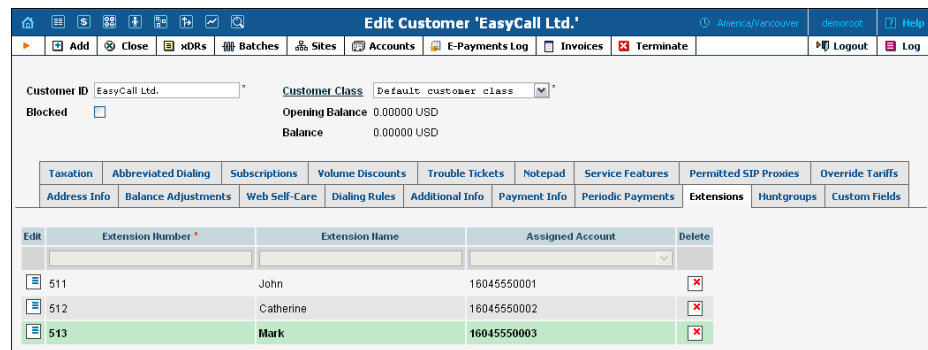 Edit Customer 'EasyCall Ltd.' America/Vancouver demoroot ? Help
Add Close xDRs Batches Sites Accounts E-Payments Log Invoices Terminate Logout Log
Customer ID EasyCall Ltd. * Customer Class Default customer class *
Blocked Opening Balance 0.00000 USD
Balance 0.00000 USD
Taxation Abbreviated Dialing Subscriptions Volume Discounts Trouble Tickets Notepad Service Features Permitted SIP Proxies Override Tariffs
Address Info Balance Adjustments Web Self-Care Dialing Rules Additional Info Payment Info Periodic Payments Extensions Huntgroups Custom Fields
Edit Extension Number * Extension Name Assigned Account Delete
511 John 16045550001
512 Catherine 16045550002
513 Mark 16045550003